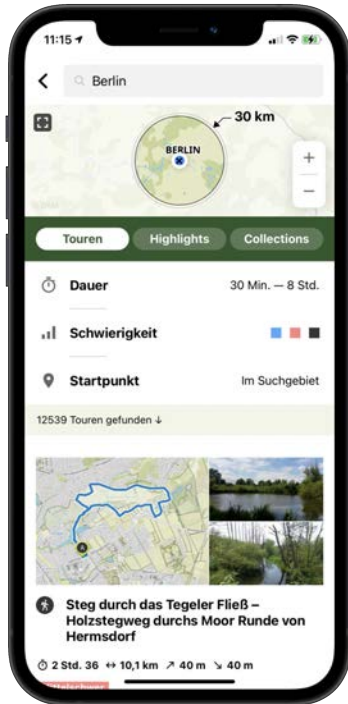 11:15
Berlin
30 km
BERLIN
+
−
Touren Highlights Collections
Dauer 30 Min. — 8 Std.
Schwierigkeit
Startpunkt Im Suchgebiet
12539 Touren gefunden ↓
A
Steg durch das Tegeler Fließ –
Holzstegweg durchs Moor Runde von
Hermsdorf
2 Std. 36 ↔ 10,1 km ↗ 40 m ↘ 40 m
Mittelschwer